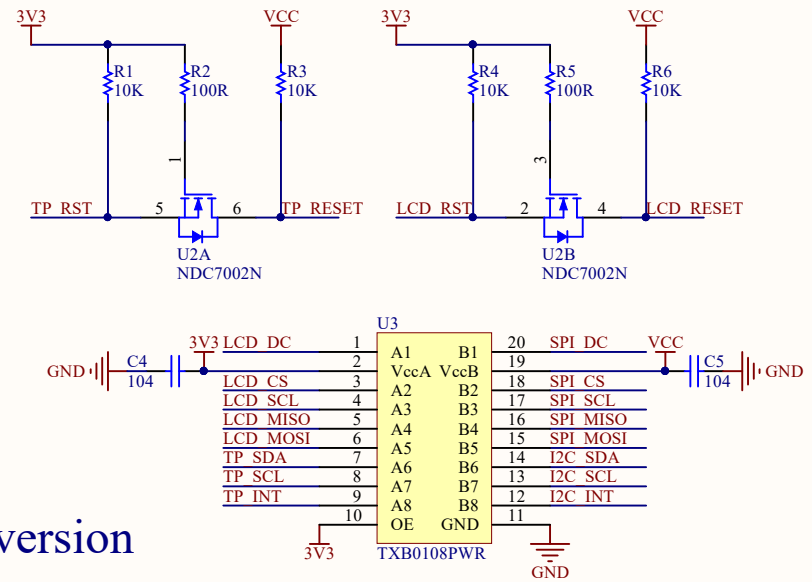 3V3 VCC 3V3 VCC
R1 R2 R3 R4 R5 R6
10K 100R 10K 10K 100R 10K
1 3
TP_RST 5 6 TP_RESET LCD_RST 2 4 LCD_RESET
U2A U2B
NDC7002N NDC7002N
U3
3V3 LCD_DC 1 A1 B1 20 SPI_DC VCC
GND C4 104 2 VccA VccB 19 C5 104 GND
LCD_CS 3 A2 B2 18 SPI_CS
LCD_SCL 4 A3 B3 17 SPI_SCL
LCD_MISO 5 A4 B4 16 SPI_MISO
LCD_MOSI 6 A5 B5 15 SPI_MOSI
TP_SDA 7 A6 B6 14 I2C_SDA
TP_SCL 8 A7 B7 13 I2C_SCL
TP_INT 9 A8 B8 12 I2C_INT
10 OE GND 11
version 3V3 TXB0108PWR GND